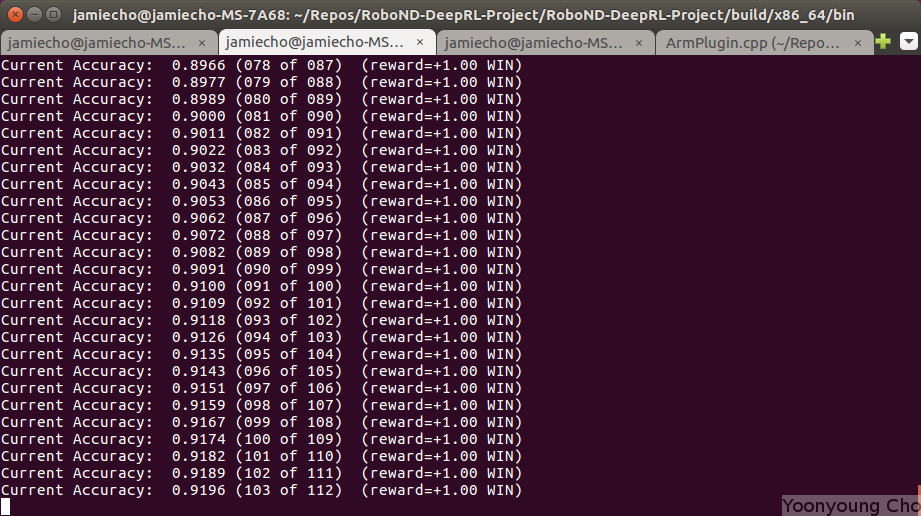 jamiecho@jamiecho-MS-7A68: ~/Repos/RoboND-DeepRL-Project/RoboND-DeepRL-Project/build/x86_64/bin
jamiecho@jamiecho-MS... × jamiecho@jamiecho-MS... × jamiecho@jamiecho-MS... × ArmPlugin.cpp (~/Repo... ×
Current Accuracy:  0.8966 (078 of 087)  (reward=+1.00 WIN)
Current Accuracy:  0.8977 (079 of 088)  (reward=+1.00 WIN)
Current Accuracy:  0.8989 (080 of 089)  (reward=+1.00 WIN)
Current Accuracy:  0.9000 (081 of 090)  (reward=+1.00 WIN)
Current Accuracy:  0.9011 (082 of 091)  (reward=+1.00 WIN)
Current Accuracy:  0.9022 (083 of 092)  (reward=+1.00 WIN)
Current Accuracy:  0.9032 (084 of 093)  (reward=+1.00 WIN)
Current Accuracy:  0.9043 (085 of 094)  (reward=+1.00 WIN)
Current Accuracy:  0.9053 (086 of 095)  (reward=+1.00 WIN)
Current Accuracy:  0.9062 (087 of 096)  (reward=+1.00 WIN)
Current Accuracy:  0.9072 (088 of 097)  (reward=+1.00 WIN)
Current Accuracy:  0.9082 (089 of 098)  (reward=+1.00 WIN)
Current Accuracy:  0.9091 (090 of 099)  (reward=+1.00 WIN)
Current Accuracy:  0.9100 (091 of 100)  (reward=+1.00 WIN)
Current Accuracy:  0.9109 (092 of 101)  (reward=+1.00 WIN)
Current Accuracy:  0.9118 (093 of 102)  (reward=+1.00 WIN)
Current Accuracy:  0.9126 (094 of 103)  (reward=+1.00 WIN)
Current Accuracy:  0.9135 (095 of 104)  (reward=+1.00 WIN)
Current Accuracy:  0.9143 (096 of 105)  (reward=+1.00 WIN)
Current Accuracy:  0.9151 (097 of 106)  (reward=+1.00 WIN)
Current Accuracy:  0.9159 (098 of 107)  (reward=+1.00 WIN)
Current Accuracy:  0.9167 (099 of 108)  (reward=+1.00 WIN)
Current Accuracy:  0.9174 (100 of 109)  (reward=+1.00 WIN)
Current Accuracy:  0.9182 (101 of 110)  (reward=+1.00 WIN)
Current Accuracy:  0.9189 (102 of 111)  (reward=+1.00 WIN)
Current Accuracy:  0.9196 (103 of 112)  (reward=+1.00 WIN)
Yoonyoung Cho